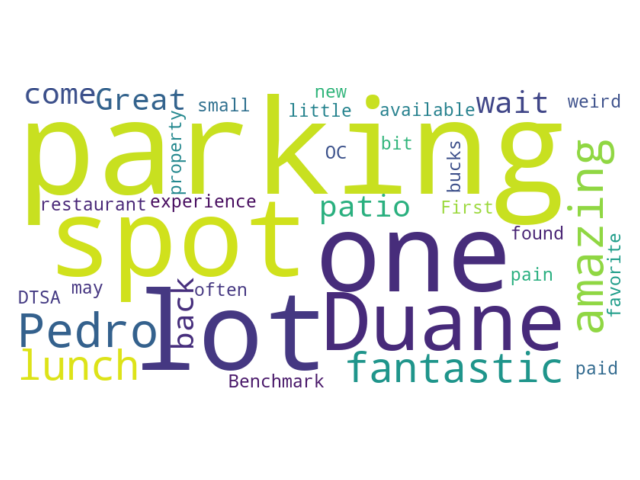 new
come
Great
small
little
available
wait
weird
parking
property
OC
bit
bucks
amazing
restaurant
experience
patio
First
spot
one
found
favorite
pain
DTSA
may
back
often
lot
Duane
Pedro
lunch
Benchmark
fantastic
paid